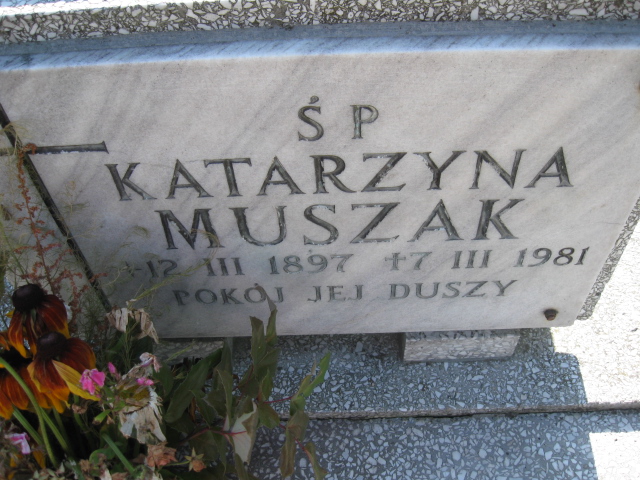 ŚP
KATARZYNA
MUSZAK
*12 III 1897 †7 III 1981
POKÓJ JEJ DUSZY